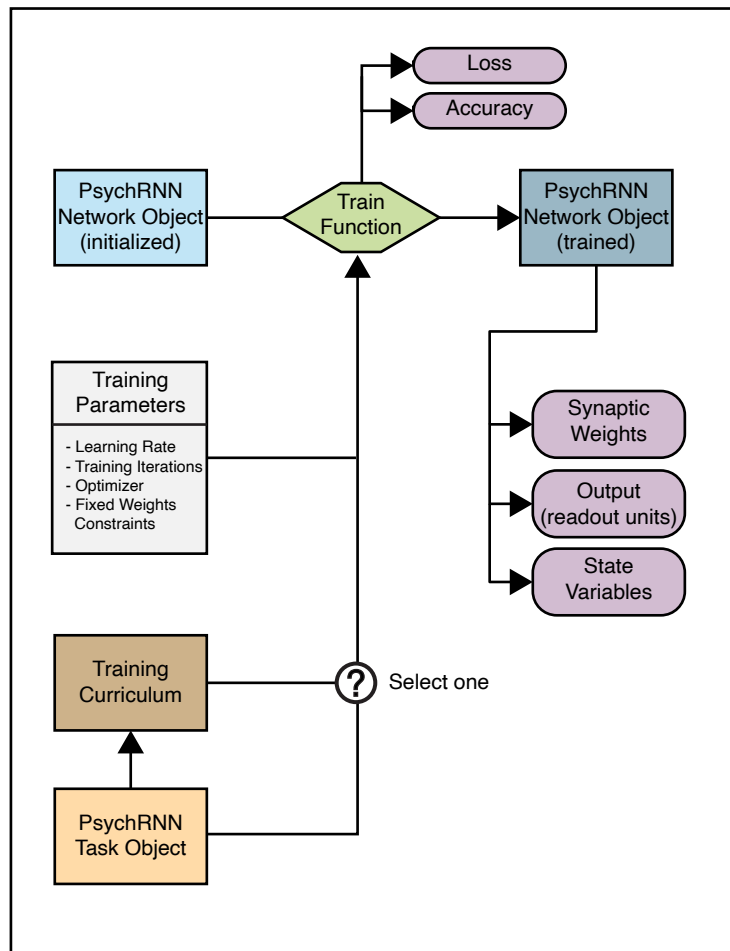 Loss
Accuracy
PsychRNN
Network Object
(initialized)
Train
Function
PsychRNN
Network Object
(trained)
Training
Parameters
- Learning Rate
- Training Iterations
- Optimizer
- Fixed Weights
Constraints
Synaptic
Weights
Output
(readout units)
State
Variables
Training
Curriculum
?
Select one
PsychRNN
Task Object